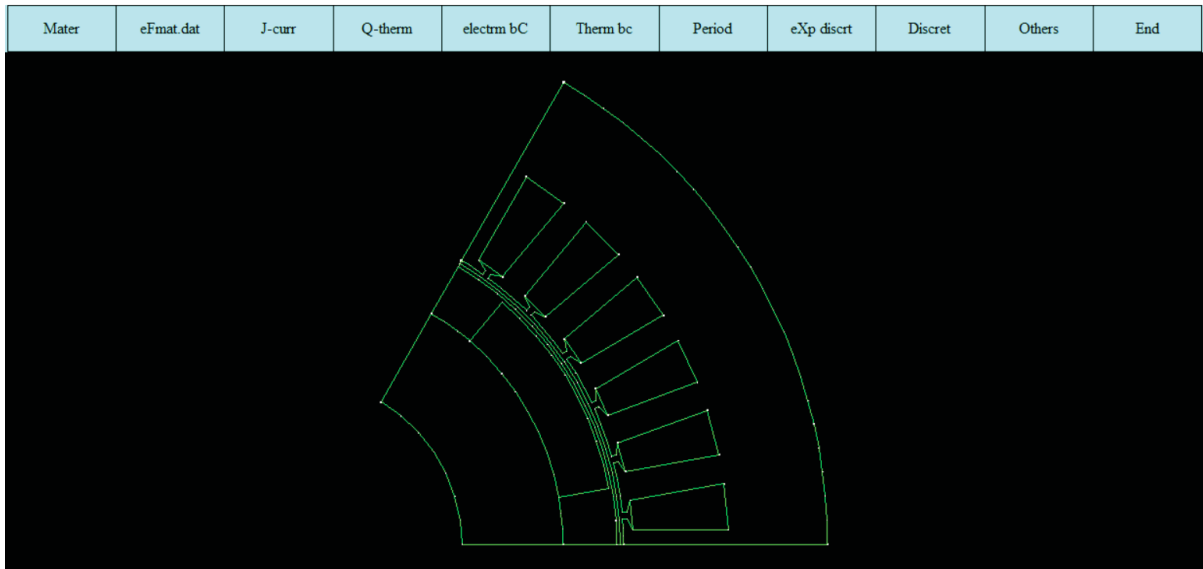 Mater eFmat.dat J-curr Q-therm electrm bC Therm bc Period eXp discrt Discret Others End